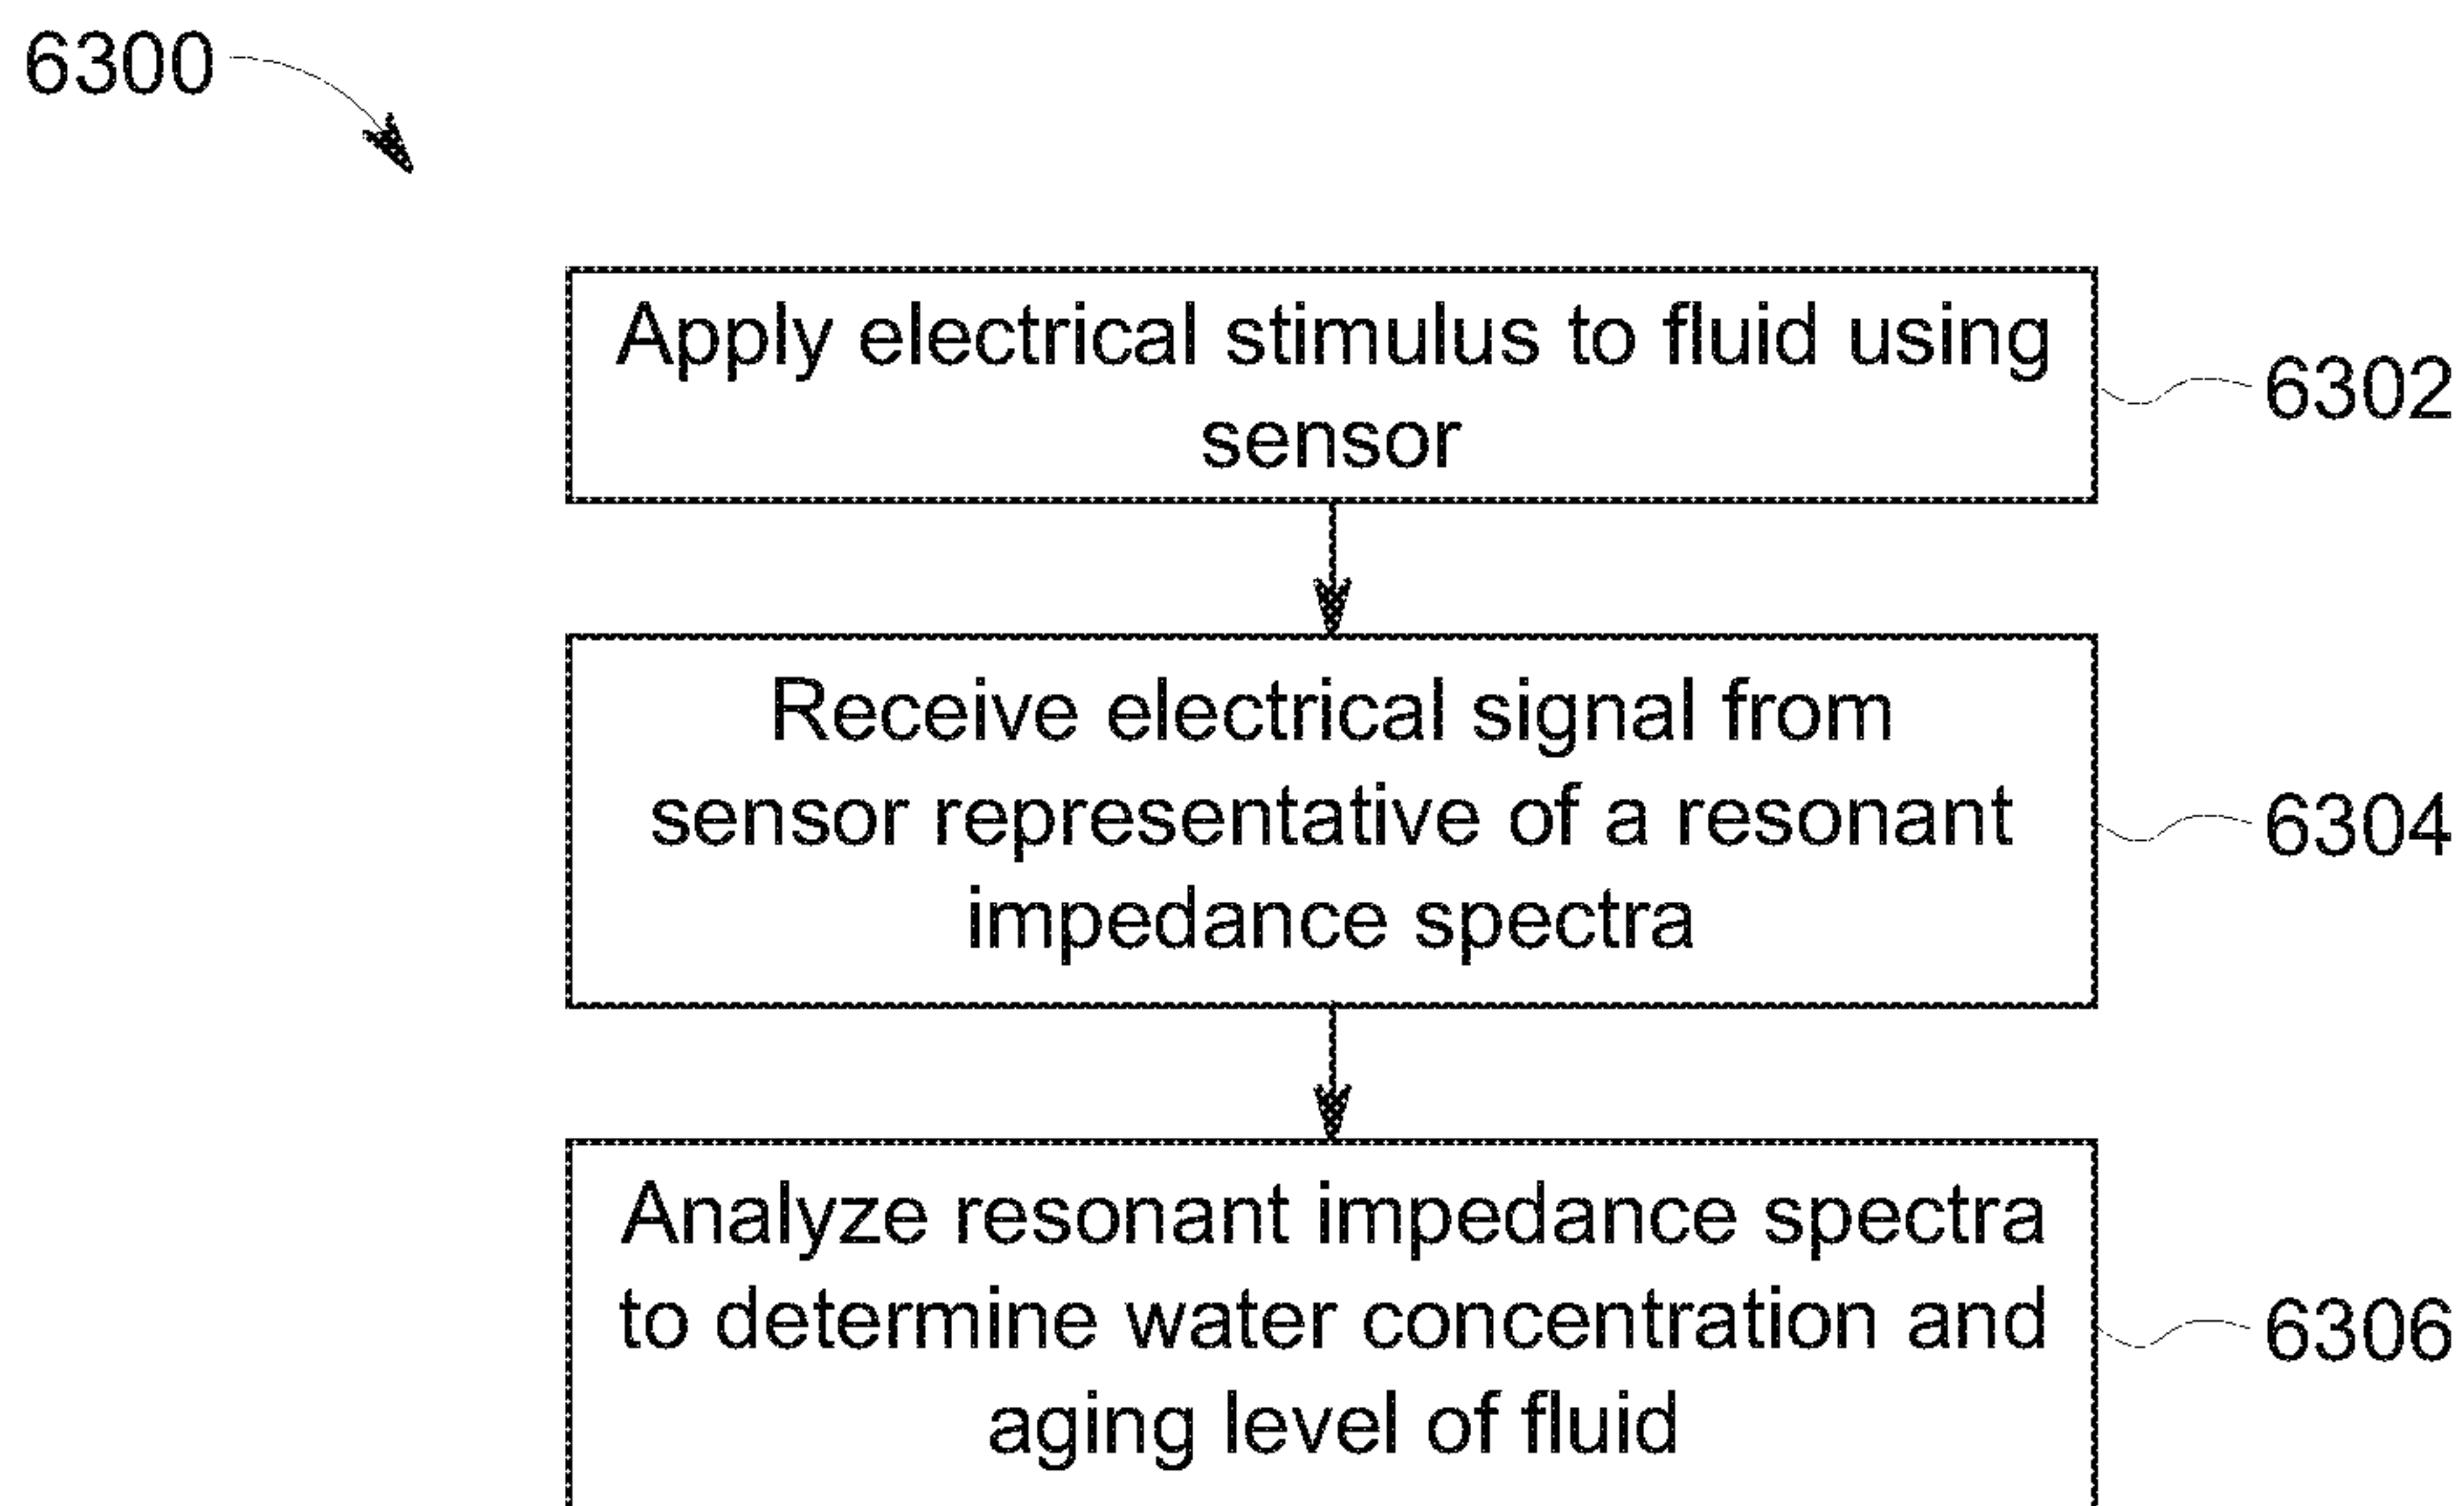 6300
Apply electrical stimulus to fluid using
sensor
6302
Receive electrical signal from
sensor representative of a resonant
impedance spectra
6304
Analyze resonant impedance spectra
to determine water concentration and
aging level of fluid
6306